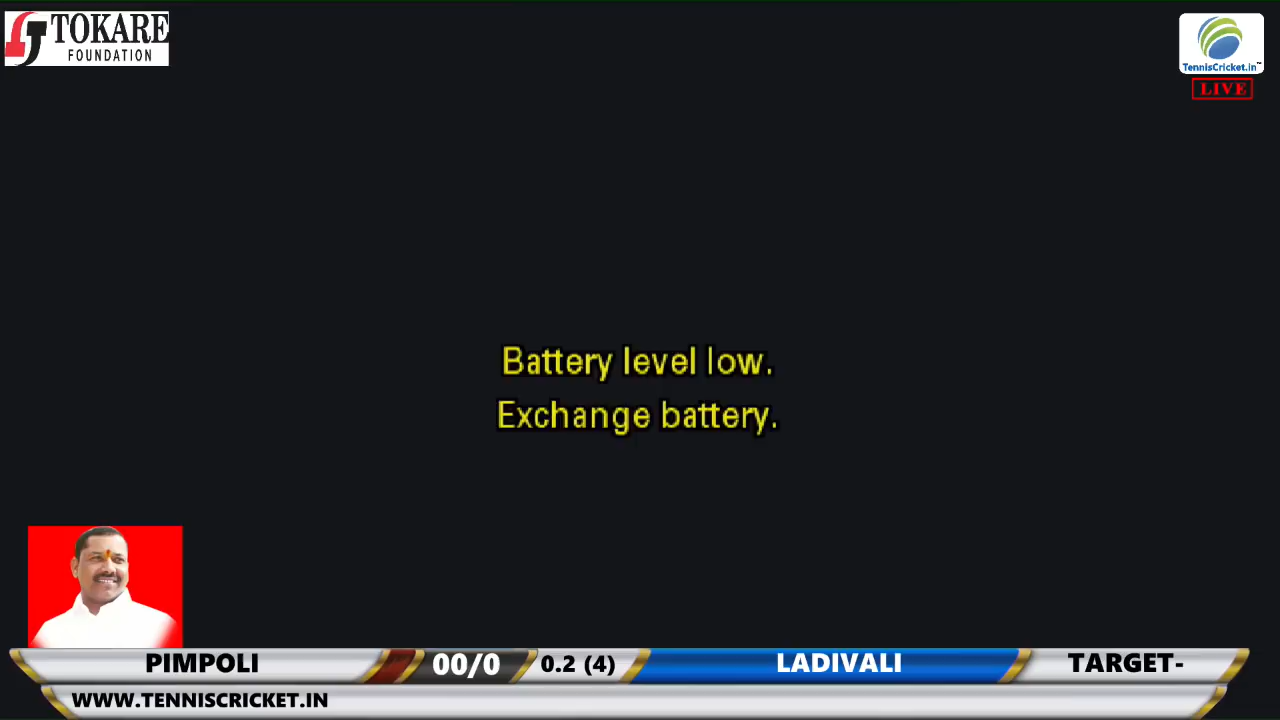 TOKARE
FOUNDATION
TennisCricket.in™
LIVE
Battery level low.
Exchange battery.
PIMPOLI 00/0 0.2 (4) LADIVALI TARGET-
WWW.TENNISCRICKET.IN